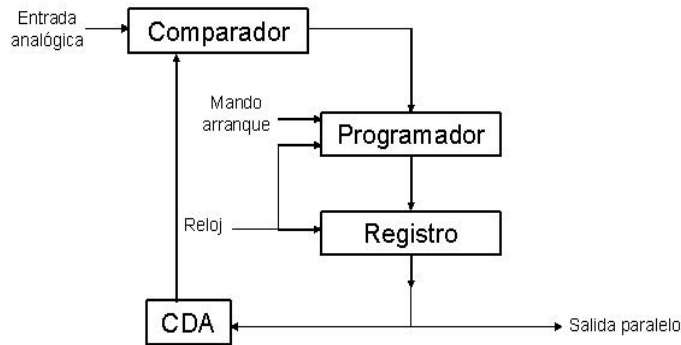 Entrada
analógica
Comparador
Mando
arranque
Programador
Reloj
Registro
CDA
Salida paralelo